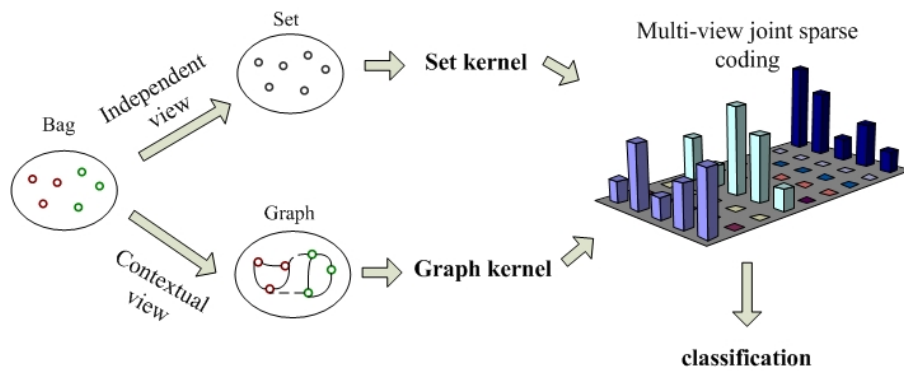 Set
Independent
view
Set kernel
Multi-view joint sparse
coding
Bag
Graph
Contextual
view
Graph kernel
classification